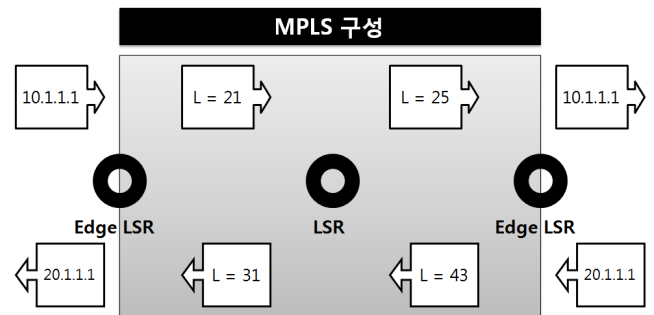 MPLS 구성
10.1.1.1
L = 21
L = 25
10.1.1.1
Edge LSR
LSR
Edge LSR
20.1.1.1
L = 31
L = 43
20.1.1.1